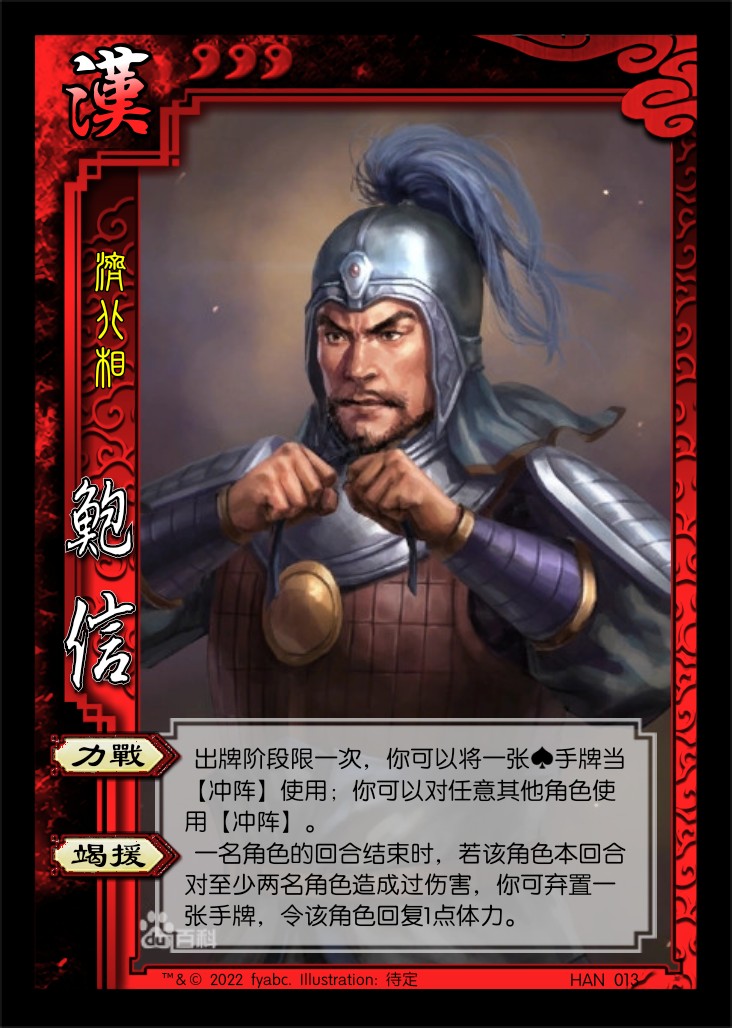 漢
濟北相
鮑信
力戰
出牌阶段限一次，你可以将一张♠手牌当
【冲阵】使用；你可以对任意其他角色使
用【冲阵】。
竭援
一名角色的回合结束时，若该角色本回合
对至少两名角色造成过伤害，你可弃置一
张手牌，令该角色回复1点体力。
du百科
™&© 2022 fyabc. Illustration: 待定
HAN 013